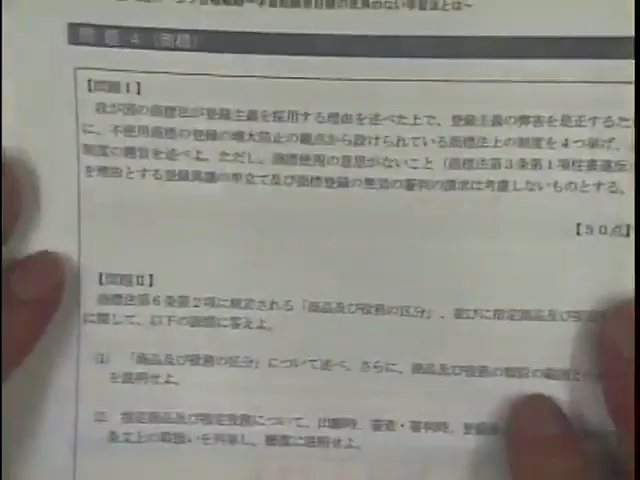 問題4(商標)
【問題Ⅰ】
我が国の商標法が登録主義を採用する理由を述べた上で、登録主義の弊害を是正するた
に、不使用商標の登録の増大防止の観点から設けられている商標法上の制度を4つ挙げ、
制度の趣旨を述べよ。ただし、商標使用の意思がないこと(商標法第3条第1項柱書違反
を理由とする登録異議の申立て及び商標登録の無効の審判の請求は考慮しないものとする。
【50点】
【問題Ⅱ】
商標法第6条第2項に規定される「商品及び役務の区分」、並びに指定商品及び
に関して、以下の設問に答えよ。
(1) 「商品及び役務の区分」について述べ、さらに、商品及び役務の類似の範囲
を説明せよ。
指定商品及び指定役務について、出願時、審査・審判時、登録
条文上の取扱いを列挙し、簡潔に説明せよ。